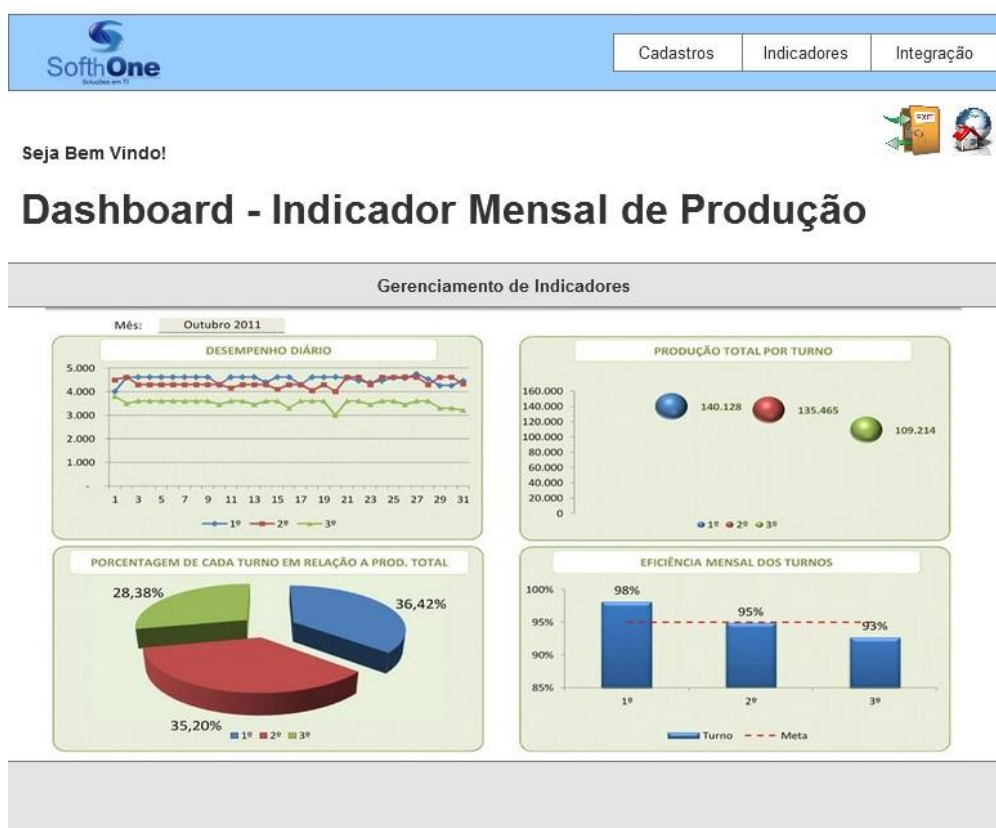 SofthOne
Soluções em TI
Cadastros Indicadores Integração
EXIT
Seja Bem Vindo!
Dashboard - Indicador Mensal de Produção
Gerenciamento de Indicadores
Mês: Outubro 2011
DESEMPENHO DIÁRIO
5.000
4.000
3.000
2.000
1.000
-
1 3 5 7 9 11 13 15 17 19 21 23 25 27 29 31
1º 2º 3º
PRODUÇÃO TOTAL POR TURNO
160.000
140.000
120.000
100.000
80.000
60.000
40.000
20.000
0
140.128
135.465
109.214
1º 2º 3º
PORCENTAGEM DE CADA TURNO EM RELAÇÃO A PROD. TOTAL
28,38%
36,42%
35,20%
1º 2º 3º
EFICIÊNCIA MENSAL DOS TURNOS
100%
95%
90%
85%
98%
95%
93%
1º 2º 3º
Turno Meta